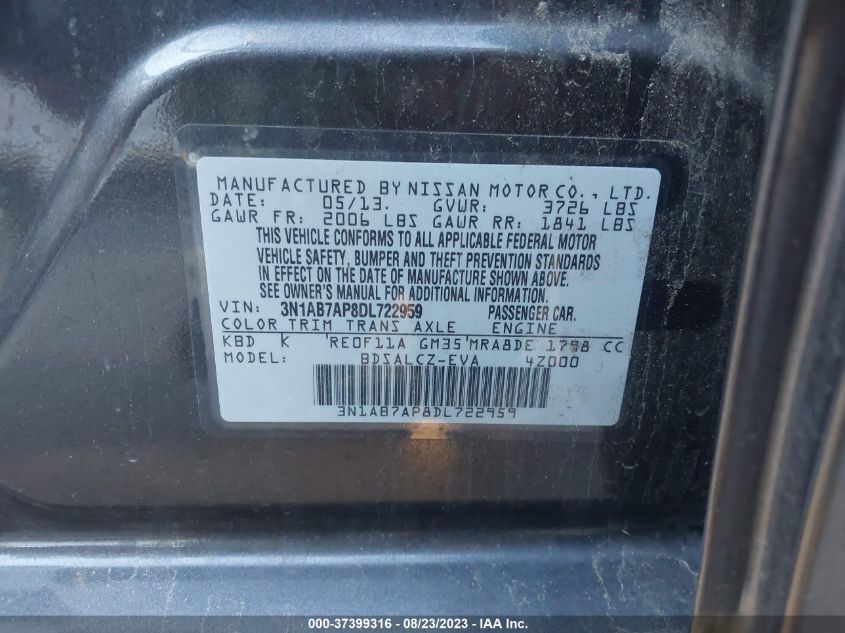 MANUFACTURED BY NISSAN MOTOR CO., LTD.
DATE: 05/13. GVWR: 3726 LBS
GAWR FR: 2006 LBS GAWR RR: 1841 LBS
THIS VEHICLE CONFORMS TO ALL APPLICABLE FEDERAL MOTOR
VEHICLE SAFETY, BUMPER AND THEFT PREVENTION STANDARDS
IN EFFECT ON THE DATE OF MANUFACTURE SHOWN ABOVE.
SEE OWNER'S MANUAL FOR ADDITIONAL INFORMATION.
VIN: 3N1AB7AP8DL722959 PASSENGER CAR.
COLOR TRIM TRANS AXLE ENGINE
KBD K RE0F11A GM35 MRA8DE 1798 CC
MODEL: BDSALCZ-EVA 4Z000
3N1AB7AP8DL722959
000-37399316 - 08/23/2023 - IAA Inc.